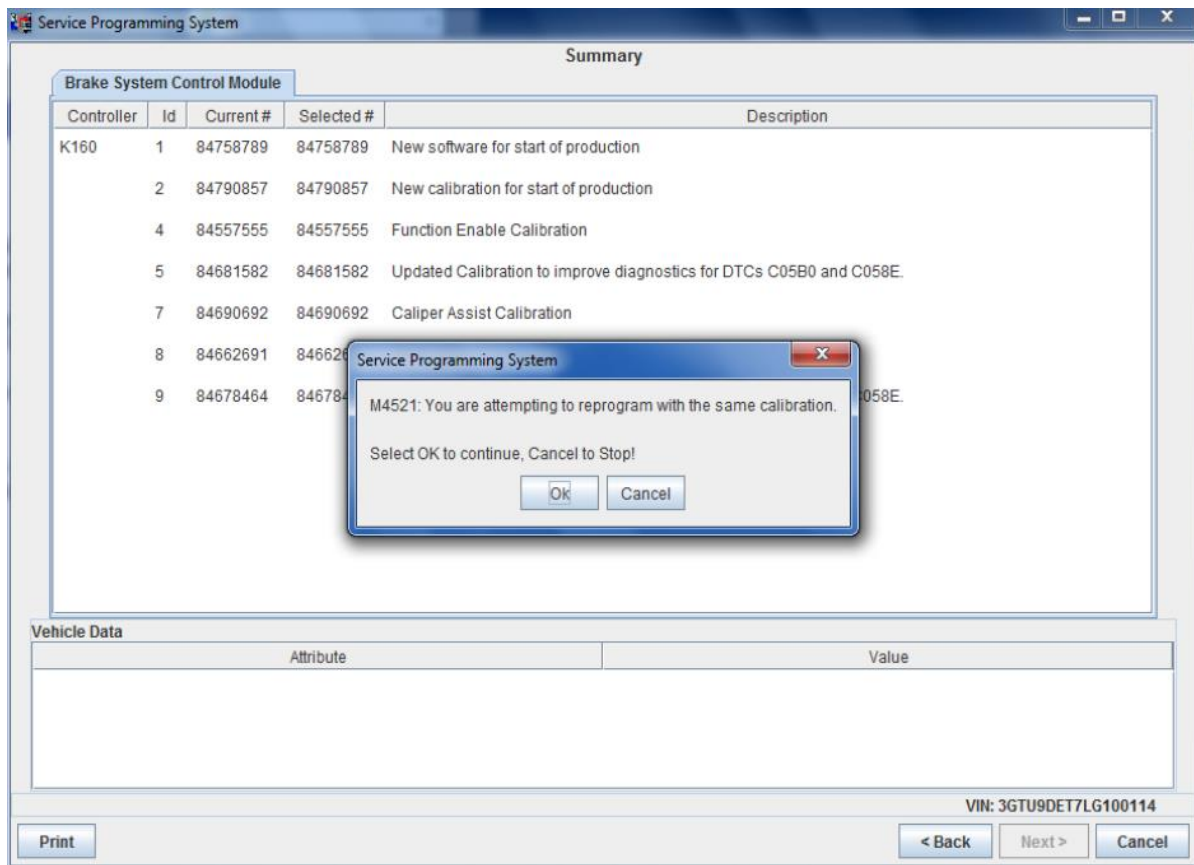 Service Programming System
Summary
Brake System Control Module
Controller Id Current # Selected # Description
K160 1 84758789 84758789 New software for start of production
2 84790857 84790857 New calibration for start of production
4 84557555 84557555 Function Enable Calibration
5 84681582 84681582 Updated Calibration to improve diagnostics for DTCs C05B0 and C058E.
7 84690692 84690692 Caliper Assist Calibration
8 84662691 846626
9 84678464 846784 058E.
Service Programming System
M4521: You are attempting to reprogram with the same calibration.
Select OK to continue, Cancel to Stop!
Ok Cancel
Vehicle Data
Attribute Value
VIN: 3GTU9DET7LG100114
Print < Back Next > Cancel